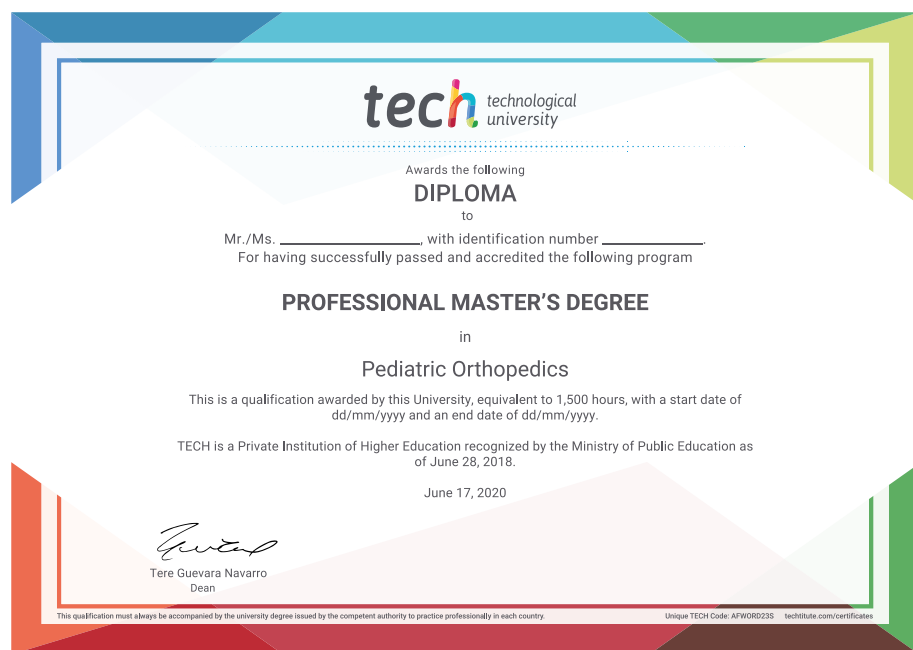 tech technological
university
Awards the following
DIPLOMA
to
Mr./Ms. ____________________, with identification number ______________.
For having successfully passed and accredited the following program
PROFESSIONAL MASTER'S DEGREE
in
Pediatric Orthopedics
This is a qualification awarded by this University, equivalent to 1,500 hours, with a start date of
dd/mm/yyyy and an end date of dd/mm/yyyy.
TECH is a Private Institution of Higher Education recognized by the Ministry of Public Education as
of June 28, 2018.
June 17, 2020
Tere Guevara Navarro
Dean
This qualification must always be accompanied by the university degree issued by the competent authority to practice professionally in each country.
Unique TECH Code: AFWORD23S techtitute.com/certificates